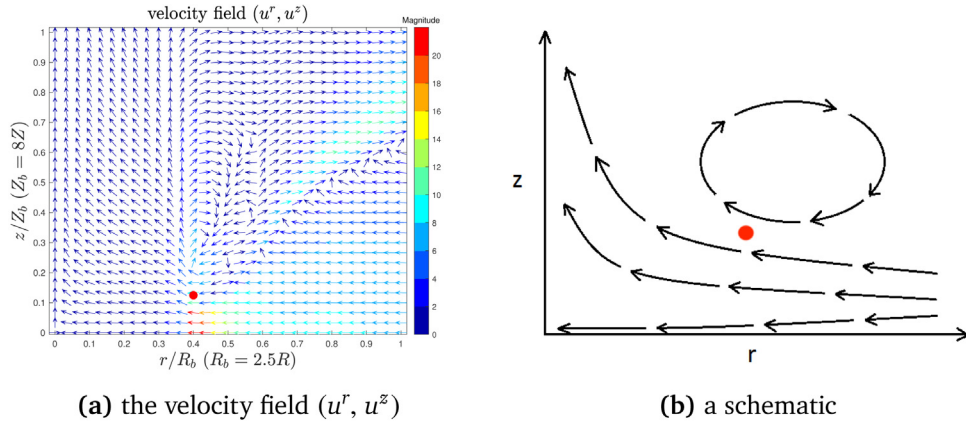 velocity field (u^r, u^z)
Magnitude
1
0.9
0.8
0.7
0.6
0.5
0.4
0.3
0.2
0.1
0
z/Z_b (Z_b = 8Z)
0 0.1 0.2 0.3 0.4 0.5 0.6 0.7 0.8 0.9 1
r/R_b (R_b = 2.5R)
20
18
16
14
12
10
8
6
4
2
0
z
r
(a) the velocity field (u^r, u^z)
(b) a schematic